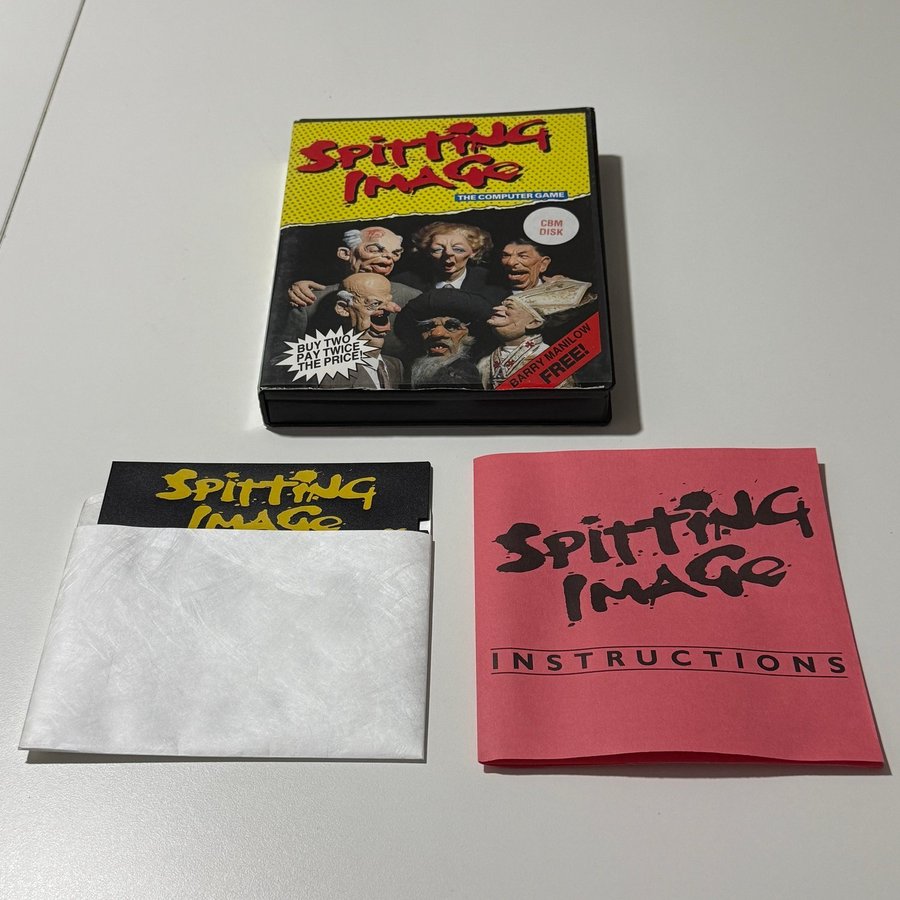 SPITTING
IMAGE
THE COMPUTER GAME
CBM
DISK
BUY TWO
PAY TWICE
THE PRICE!
BARRY MANILOW
FREE!
SPITTING
IMAGE
SPITTING
IMAGE
INSTRUCTIONS